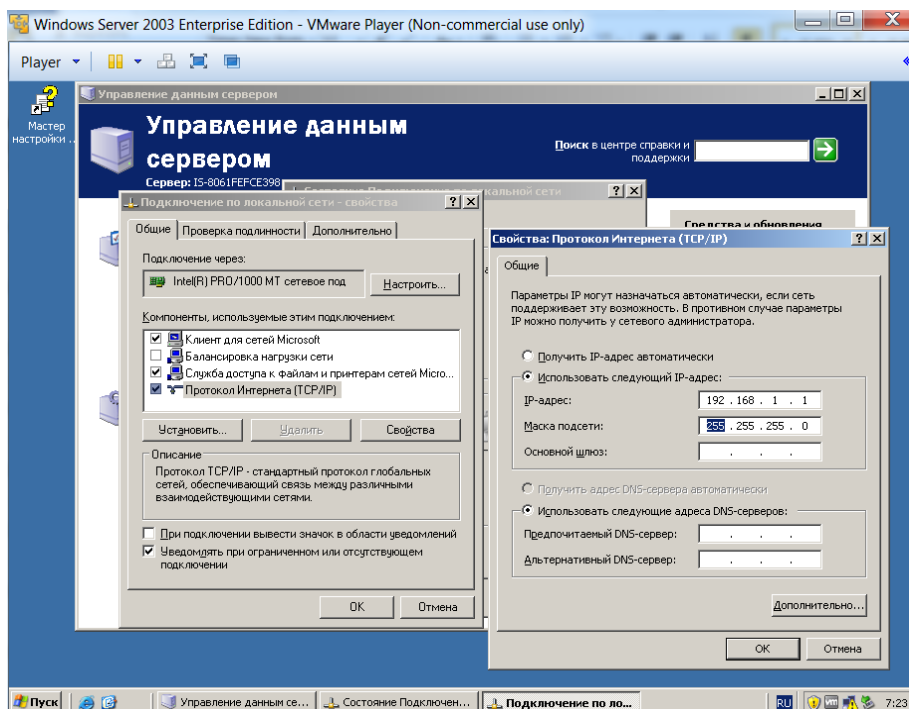 Windows Server 2003 Enterprise Edition - VMware Player (Non-commercial use only)
Player
Мастер
настройки ...
Управление данным сервером
Управление данным
сервером
Сервер: IS-8061FEFCE398
Поиск в центре справки и
поддержки
Средства и обновления
Подключение по локальной сети - свойства
Общие
Проверка подлинности
Дополнительно
Подключение через:
Intel(R) PRO/1000 MT сетевое под
Настроить...
Компоненты, используемые этим подключением:
Клиент для сетей Microsoft
Балансировка нагрузки сети
Служба доступа к файлам и принтерам сетей Micro...
Протокол Интернета (TCP/IP)
Установить...
Удалить
Свойства
Описание
Протокол TCP/IP - стандартный протокол глобальных
сетей, обеспечивающий связь между различными
взаимодействующими сетями.
При подключении вывести значок в области уведомлений
Уведомлять при ограниченном или отсутствующем
подключении
OK
Отмена
Свойства: Протокол Интернета (TCP/IP)
Общие
Параметры IP могут назначаться автоматически, если сеть
поддерживает эту возможность. В противном случае параметры
IP можно получить у сетевого администратора.
Получить IP-адрес автоматически
Использовать следующий IP-адрес:
IP-адрес:
192 . 168 . 1 . 1
Маска подсети:
255 . 255 . 255 . 0
Основной шлюз:
. . .
Получить адрес DNS-сервера автоматически
Использовать следующие адреса DNS-серверов:
Предпочитаемый DNS-сервер:
. . .
Альтернативный DNS-сервер:
. . .
Дополнительно...
OK
Отмена
Пуск
Управление данным се...
Состояние Подключен...
Подключение по ло...
RU
7:23